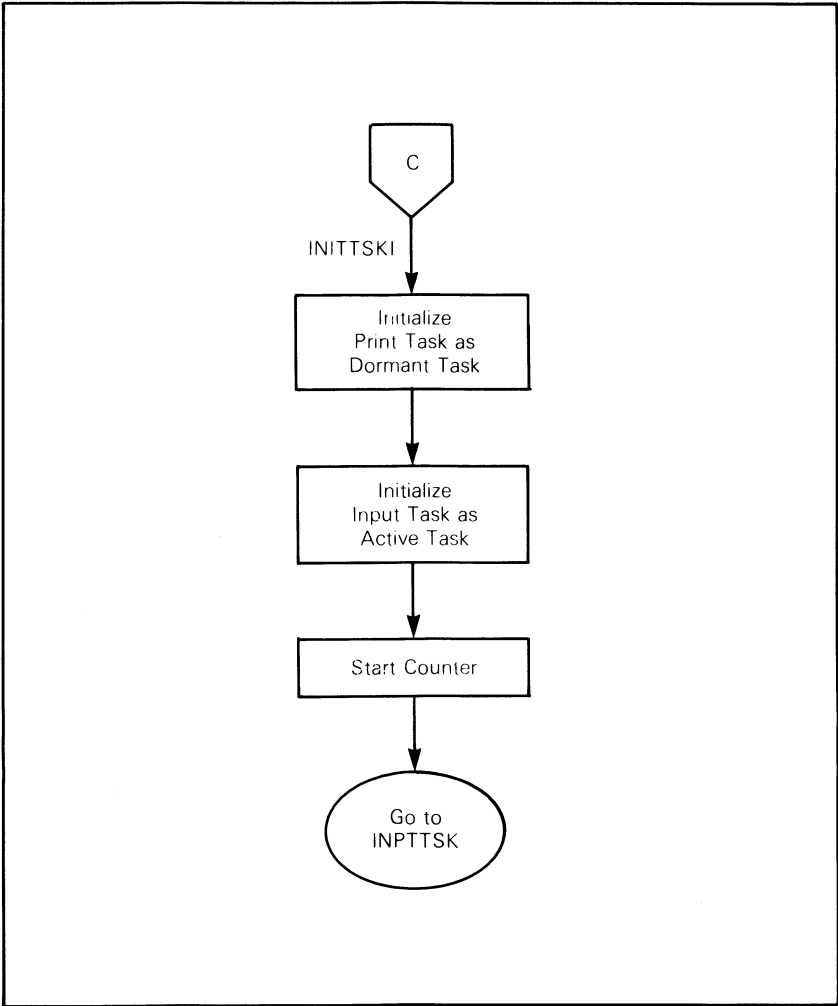 C
INITTSKI
Initialize
Print Task as
Dormant Task
Initialize
Input Task as
Active Task
Start Counter
Go to
INPTTSK